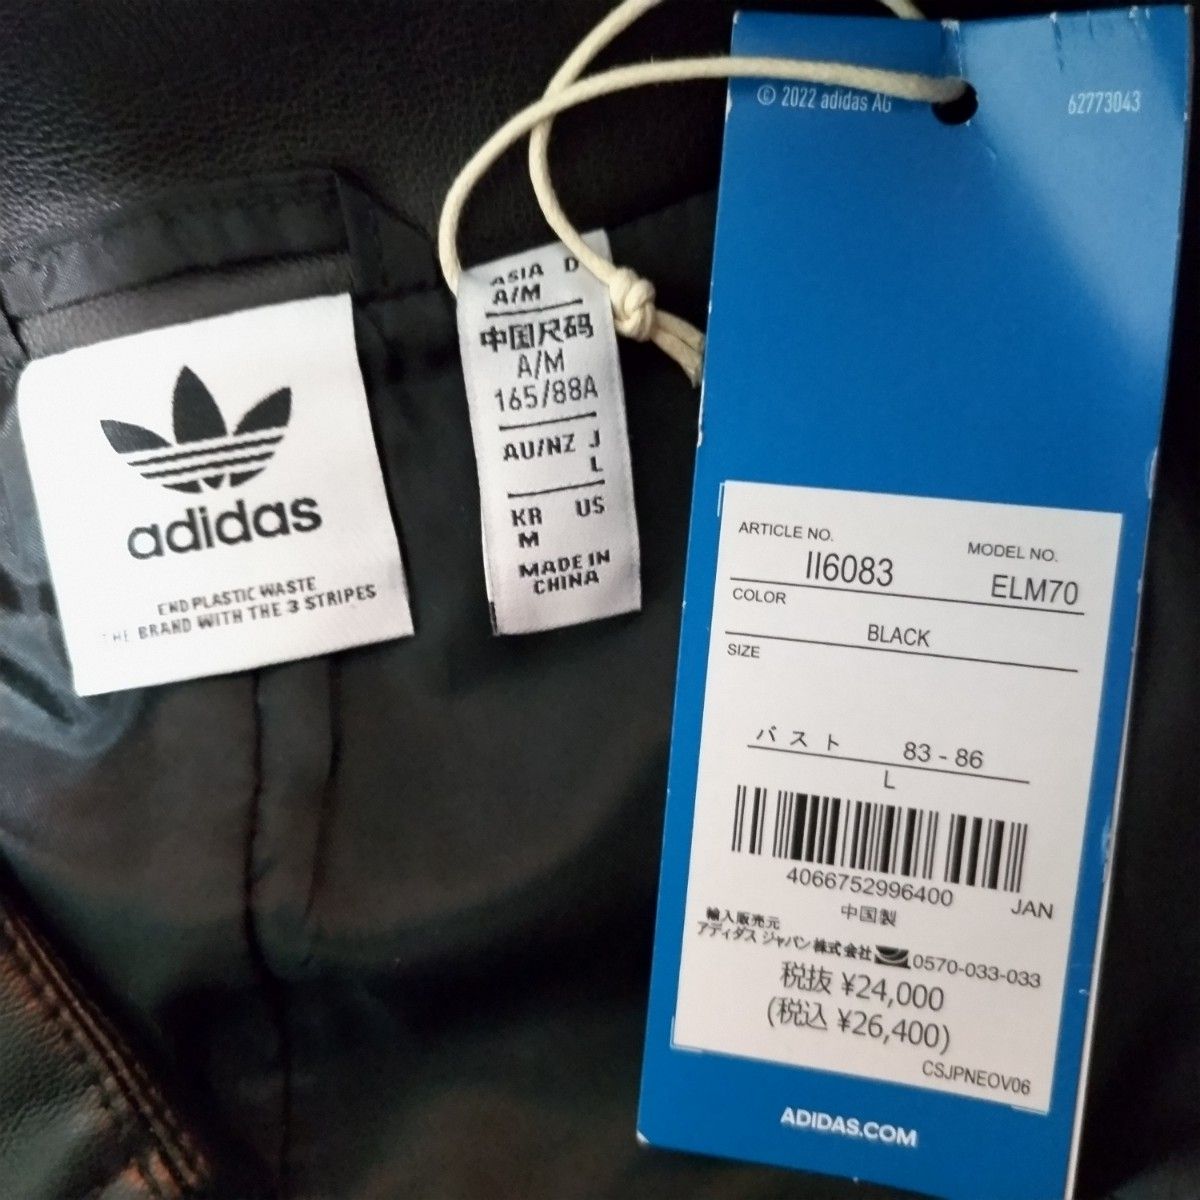 adidas
END PLASTIC WASTE
THE BRAND WITH THE 3 STRIPES
ASIA D
A/M
中国尺码
A/M
165/88A
AU/NZ J
L
KR US
M
MADE IN
CHINA
© 2022 adidas AG 62773043
ARTICLE NO. MODEL NO.
II6083 ELM70
COLOR
BLACK
SIZE
バスト 83 - 86
L
4066752996400 JAN
中国製
輸入販売元
アディダス ジャパン株式会社 0570-033-033
税抜 ¥24,000
(税込 ¥26,400)
CSJPNEOV06
ADIDAS.COM